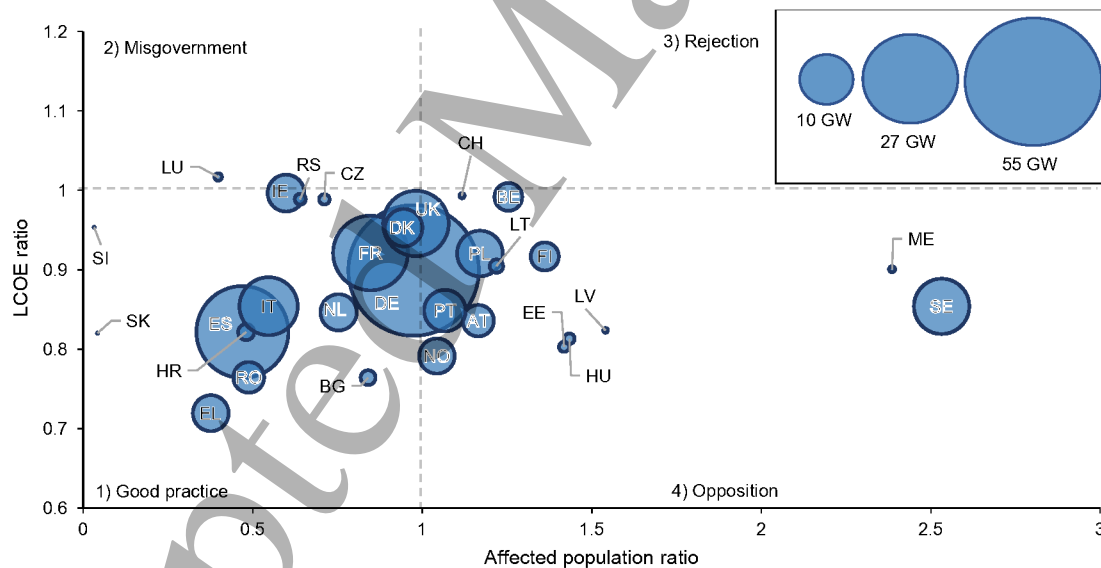 1.2
1.1
1
0.9
0.8
0.7
0.6
LCOE ratio
2) Misgovernment
3) Rejection
10 GW
27 GW
55 GW
LU
IE
RS
CZ
CH
BE
UK
DK
LT
SI
FR
PL
FI
ME
DE
SE
SK
ES
IT
NL
PT
AT
EE
LV
HU
HR
RO
BG
NO
EL
1) Good practice
4) Opposition
0
0.5
1
1.5
2
2.5
3
Affected population ratio
pted M